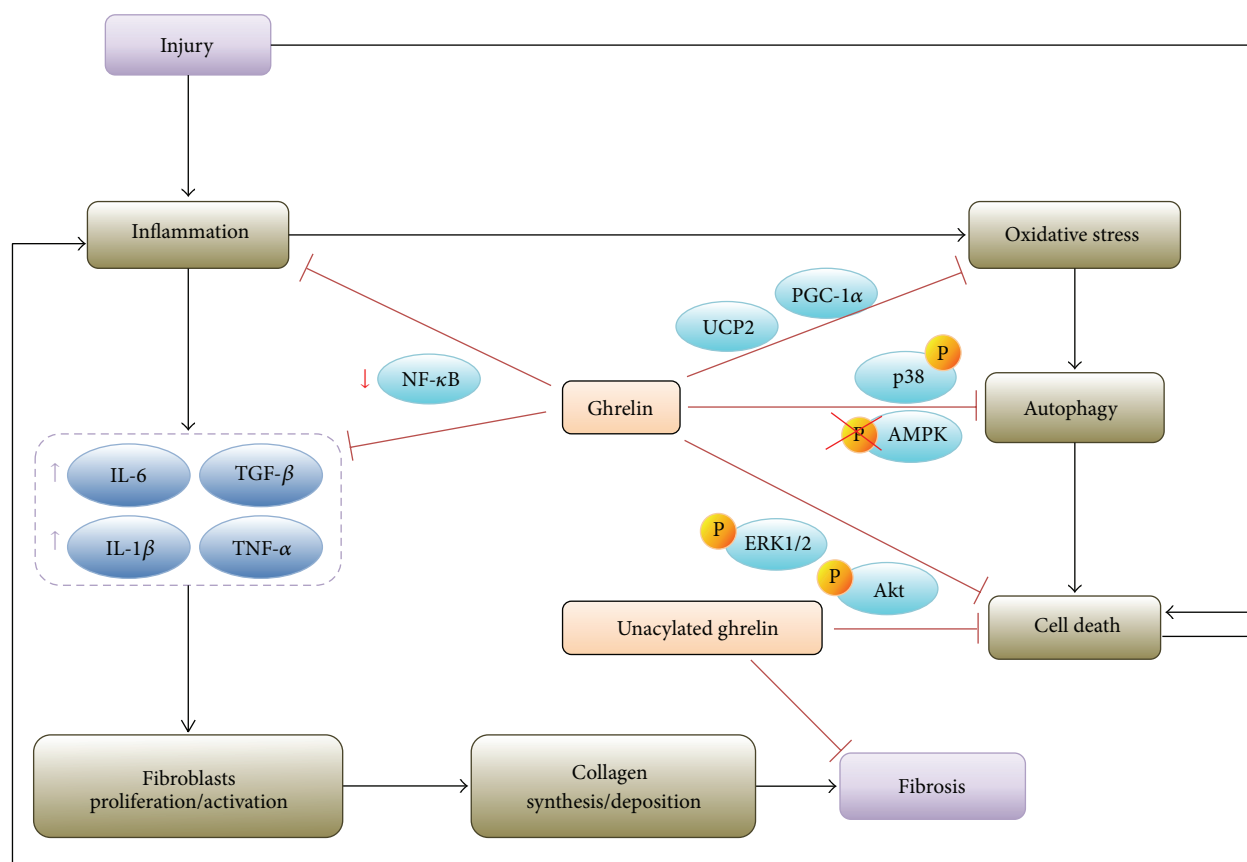 Injury
Inflammation
Oxidative stress
PGC-1α
UCP2
P
p38
↓ NF-κB
Ghrelin
Autophagy
P
AMPK
↑ IL-6
TGF-β
↑ IL-1β
TNF-α
P
ERK1/2
P
Akt
Unacylated ghrelin
Cell death
Fibroblasts
proliferation/activation
Collagen
synthesis/deposition
Fibrosis